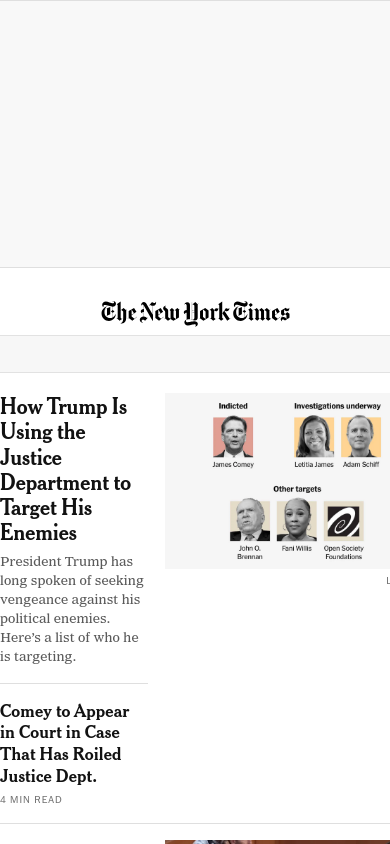 The New York Times
How Trump Is
Using the
Justice
Department to
Target His
Enemies
President Trump has
long spoken of seeking
vengeance against his
political enemies.
Here’s a list of who he
is targeting.
Indicted
Investigations underway
James Comey
Letitia James
Adam Schiff
Other targets
John O.
Brennan
Fani Willis
Open Society
Foundations
Comey to Appear
in Court in Case
That Has Roiled
Justice Dept.
4 MIN READ